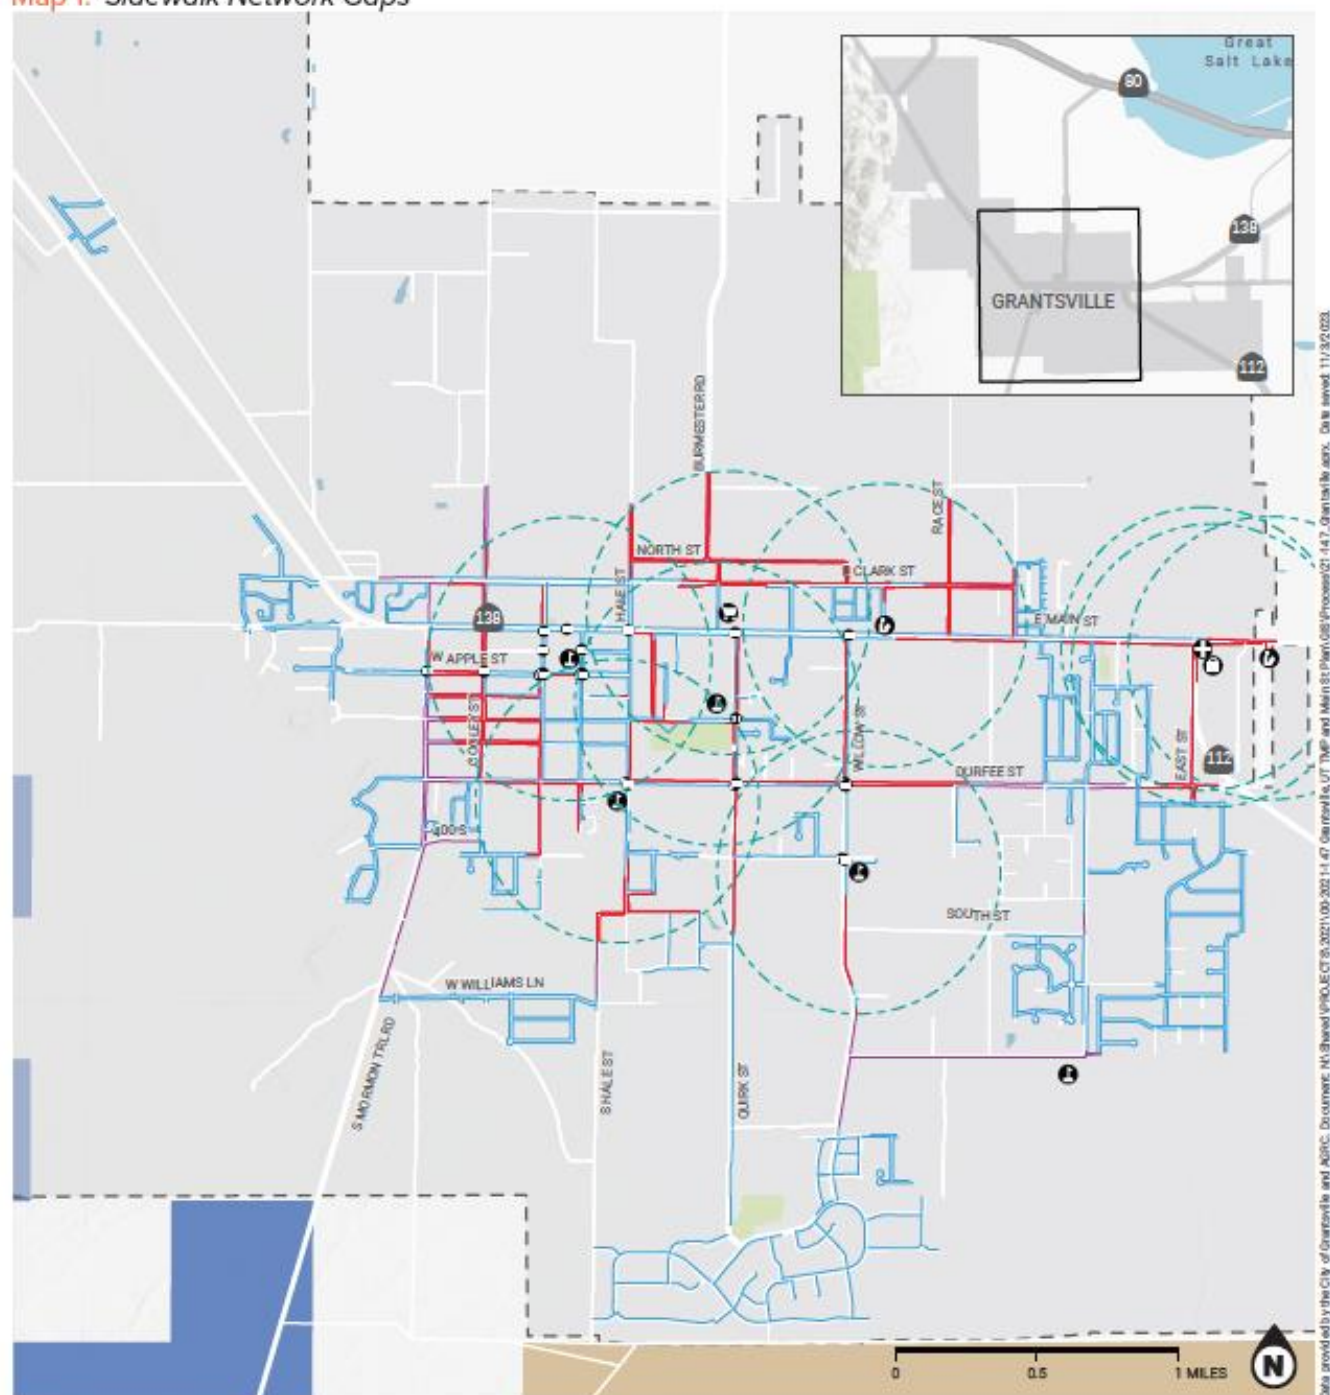 Map 1: Sidewalk Network Gaps
Great
Salt Lake
80
138
GRANTSVILLE
112
BURMESTER RD
RACE ST
NORTH ST
CLARK ST
HALE ST
138
E MAIN ST
W APPLE ST
COOLEY ST
WILLOW ST
EAST ST
112
DURFEE ST
400 S
SOUTH ST
W WILLIAMS LN
S MORMON TRL RD
S HALE ST
QUIRK ST
0
0.5
1 MILES
N